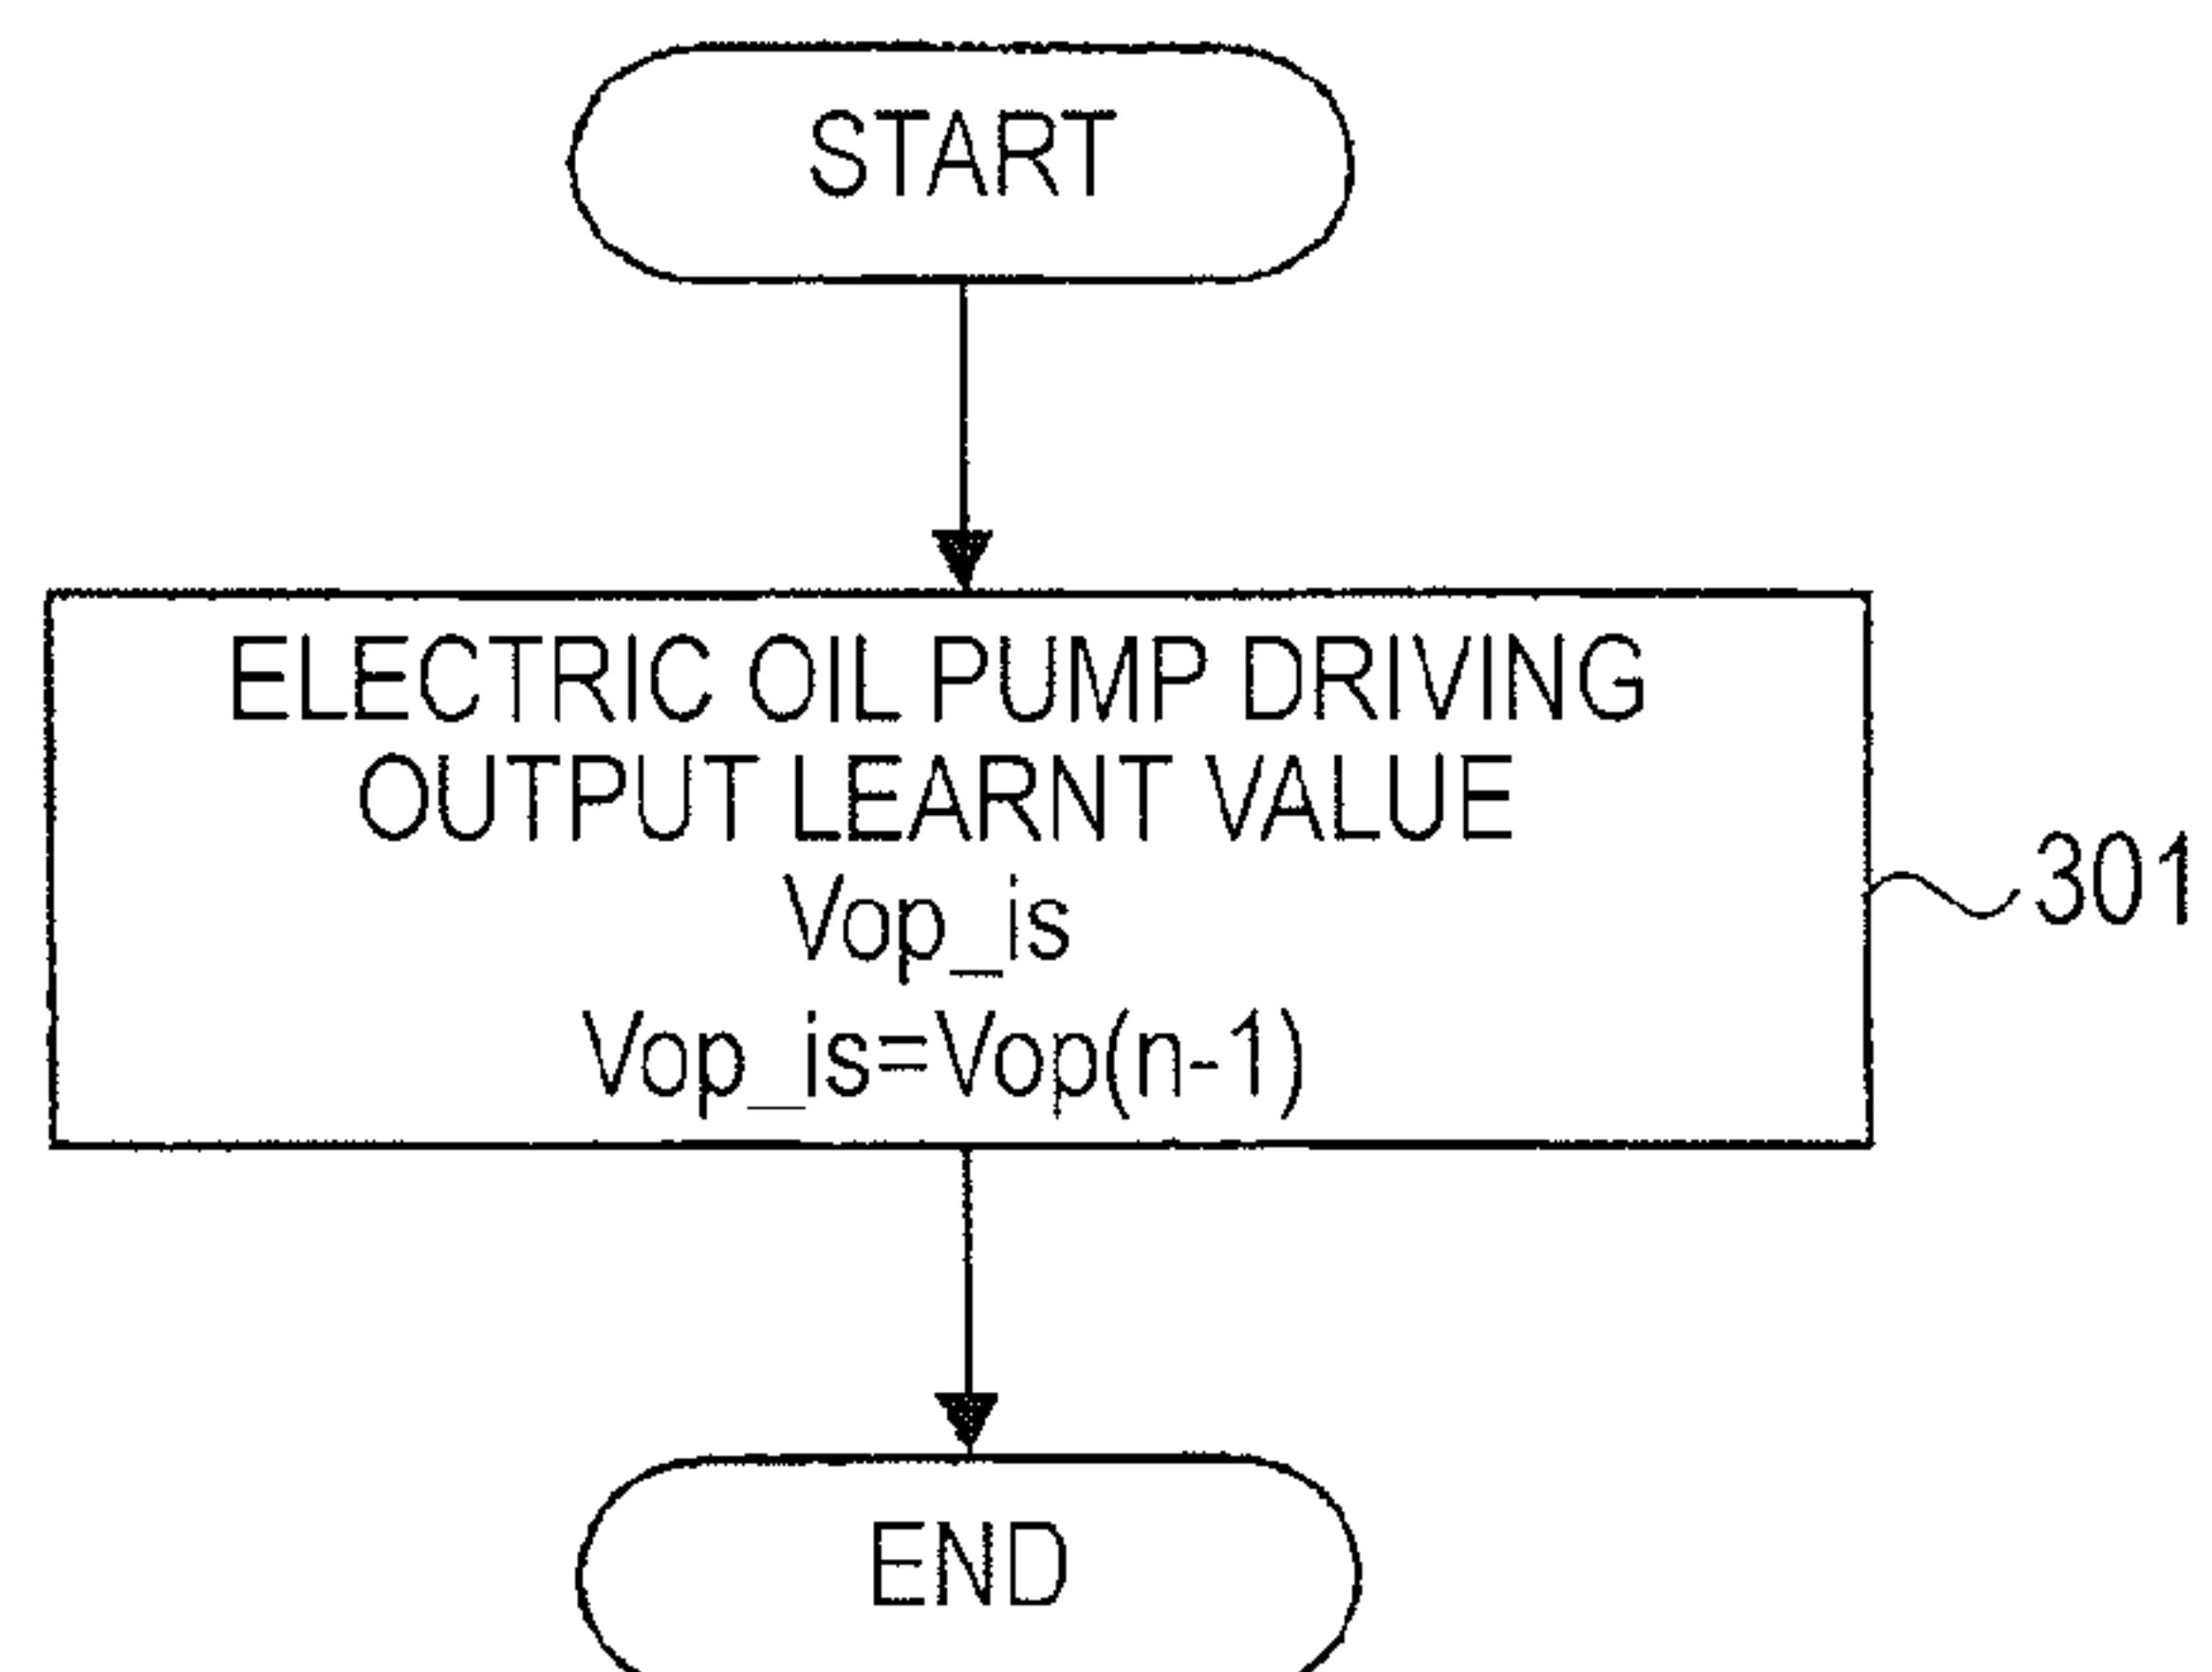 START
ELECTRIC OIL PUMP DRIVING
OUTPUT LEARNT VALUE
Vop_is
Vop_is=Vop(n-1)
301
END